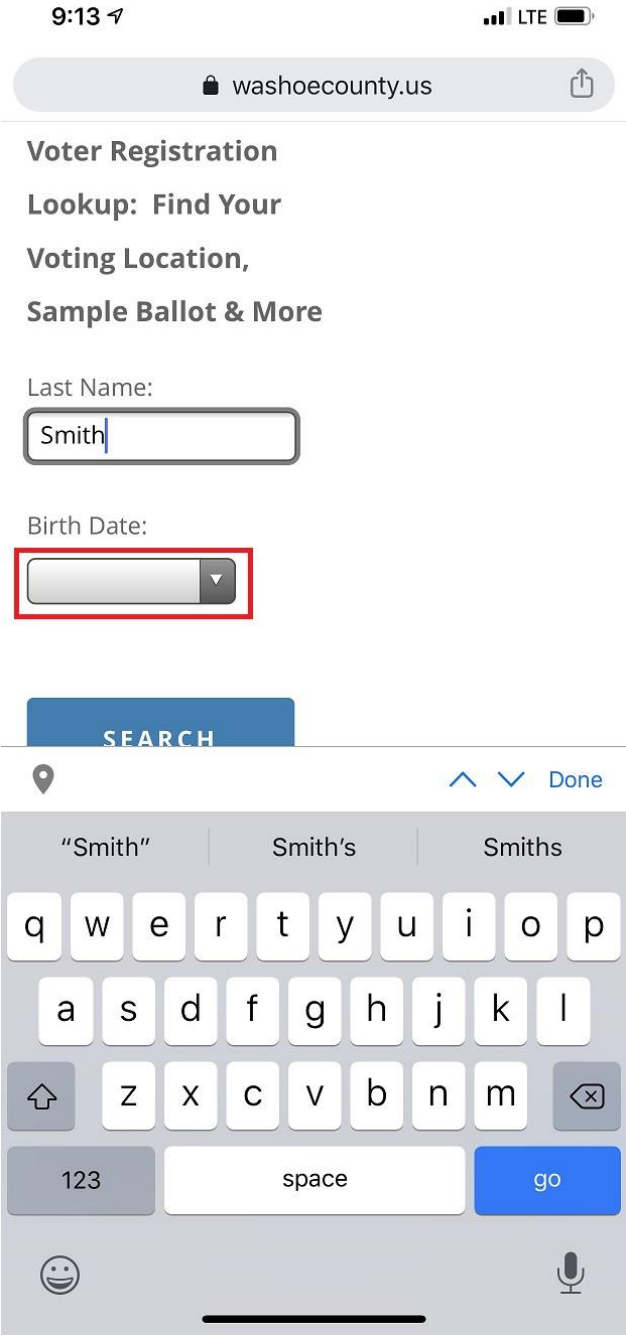 9:13
LTE
washoecounty.us
Voter Registration
Lookup: Find Your
Voting Location,
Sample Ballot & More
Last Name:
Smith
Birth Date:
SEARCH
Done
“Smith” Smith's Smiths
q w e r t y u i o p
a s d f g h j k l
z x c v b n m
123 space go